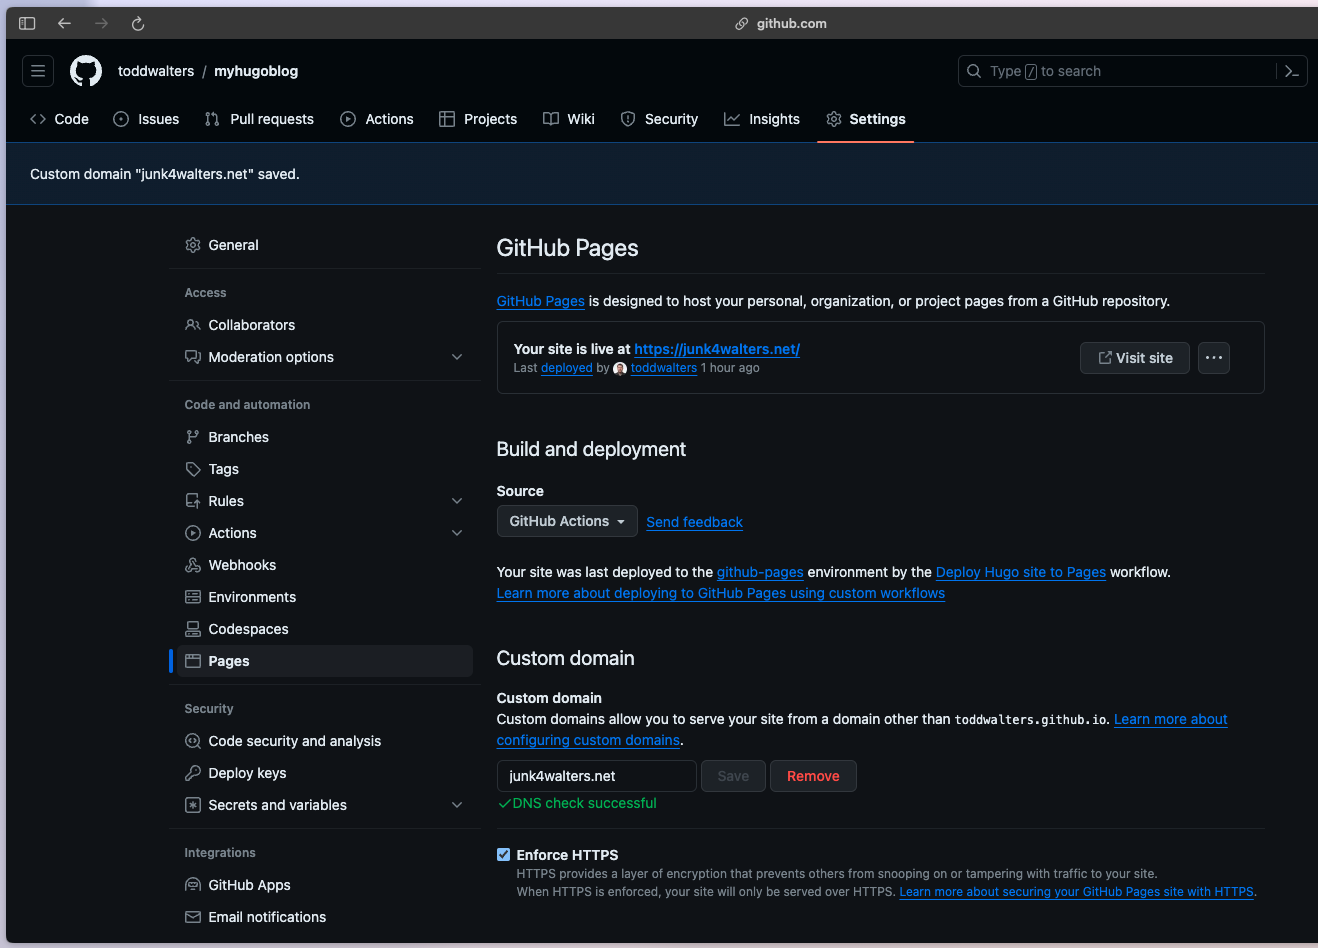 github.com
toddwalters / myhugoblog
Type / to search
Code Issues Pull requests Actions Projects Wiki Security Insights Settings
Custom domain "junk4walters.net" saved.
General
Access
Collaborators
Moderation options
Code and automation
Branches
Tags
Rules
Actions
Webhooks
Environments
Codespaces
Pages
Security
Code security and analysis
Deploy keys
Secrets and variables
Integrations
GitHub Apps
Email notifications
GitHub Pages
GitHub Pages is designed to host your personal, organization, or project pages from a GitHub repository.
Your site is live at https://junk4walters.net/
Last deployed by toddwalters 1 hour ago
Visit site
Build and deployment
Source
GitHub Actions Send feedback
Your site was last deployed to the github-pages environment by the Deploy Hugo site to Pages workflow.
Learn more about deploying to GitHub Pages using custom workflows
Custom domain
Custom domain
Custom domains allow you to serve your site from a domain other than toddwalters.github.io. Learn more about
configuring custom domains.
junk4walters.net Save Remove
DNS check successful
Enforce HTTPS
HTTPS provides a layer of encryption that prevents others from snooping on or tampering with traffic to your site.
When HTTPS is enforced, your site will only be served over HTTPS. Learn more about securing your GitHub Pages site with HTTPS.